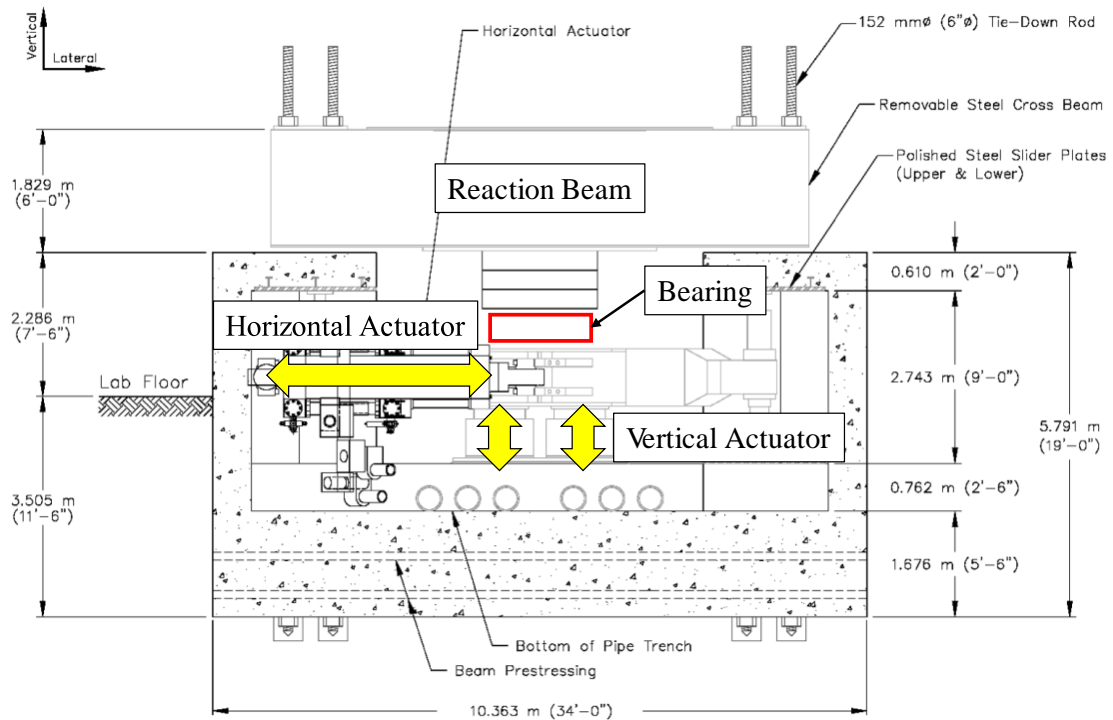 Vertical
Lateral
Horizontal Actuator
152 mmø (6"ø) Tie-Down Rod
Removable Steel Cross Beam
Polished Steel Slider Plates
(Upper & Lower)
1.829 m
(6'-0")
Reaction Beam
0.610 m (2'-0")
Bearing
2.286 m
(7'-6")
Horizontal Actuator
Lab Floor
2.743 m (9'-0")
Vertical Actuator
5.791 m
(19'-0")
3.505 m
(11'-6")
0.762 m (2'-6")
1.676 m (5'-6")
Bottom of Pipe Trench
Beam Prestressing
10.363 m (34'-0")